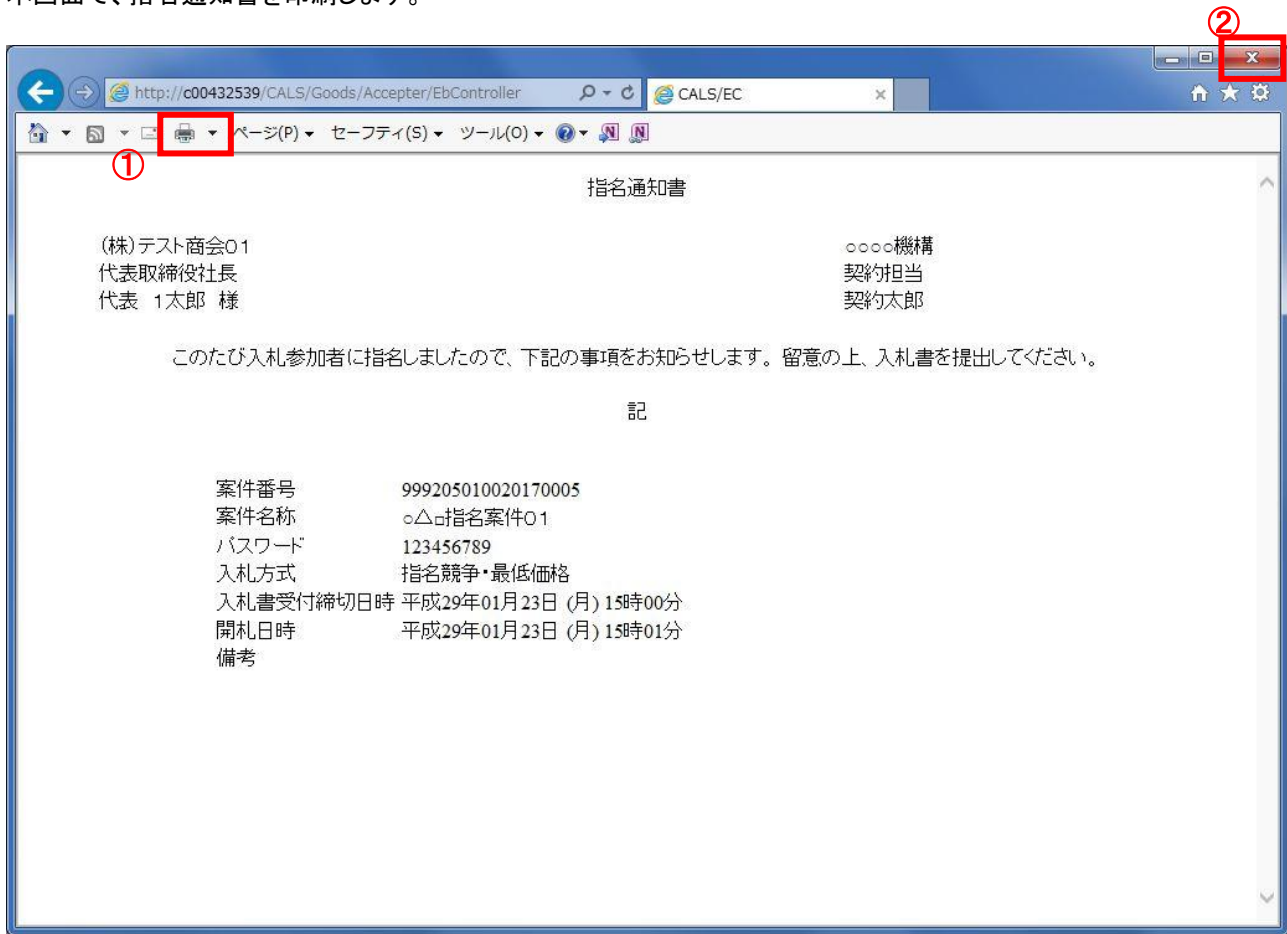 本画面で、指名通知書を印刷します。
②
http://c00432539/CALS/Goods/Accepter/EbController
CALS/EC
ページ(P) セーフティ(S) ツール(O)
①
指名通知書
(株)テスト商会01 ○○○○機構
代表取締役社長 契約担当
代表 1太郎 様 契約太郎
このたび入札参加者に指名しましたので、下記の事項をお知らせします。留意の上、入札書を提出してください。
記
案件番号 999205010020170005
案件名称 ○△□指名案件01
パスワード 123456789
入札方式 指名競争・最低価格
入札書受付締切日時 平成29年01月23日 (月) 15時00分
開札日時 平成29年01月23日 (月) 15時01分
備考